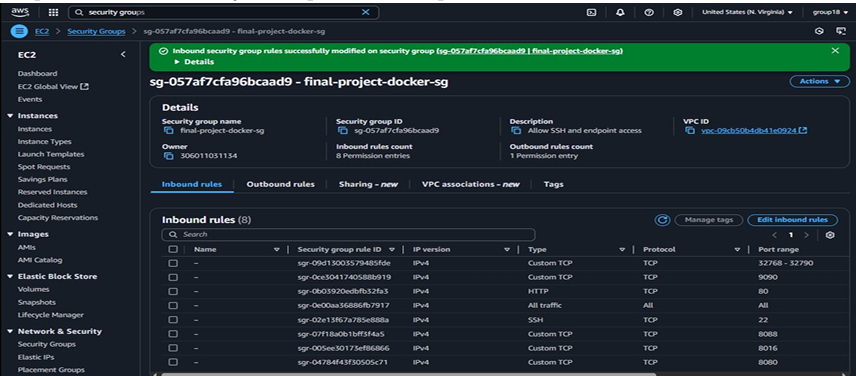 aws
security groups
United States (N. Virginia)
group18
EC2 > Security Groups > sg-057af7cfa96bcaad9 - final-project-docker-sg
EC2
Dashboard
EC2 Global View
Events
Instances
Instances
Instance Types
Launch Templates
Spot Requests
Savings Plans
Reserved Instances
Dedicated Hosts
Capacity Reservations
Images
AMIs
AMI Catalog
Elastic Block Store
Volumes
Snapshots
Lifecycle Manager
Network & Security
Security Groups
Elastic IPs
Placement Groups
Inbound security group rules successfully modified on security group (sg-057af7cfa96bcaad9 | final-project-docker-sg)
Details
sg-057af7cfa96bcaad9 - final-project-docker-sg
Actions
Details
Security group name Security group ID Description VPC ID
final-project-docker-sg sg-057af7cfa96bcaad9 Allow SSH and endpoint access vpc-09cb50b4db41e0924
Owner Inbound rules count Outbound rules count
306011031134 8 Permission entries 1 Permission entry
Inbound rules Outbound rules Sharing - new VPC associations - new Tags
Inbound rules (8)
Manage tags Edit inbound rules
Search
1
Name Security group rule ID IP version Type Protocol Port range
– sgr-09d13003579485fde IPv4 Custom TCP TCP 32768 - 32790
– sgr-0ce3041740588b919 IPv4 Custom TCP TCP 9090
– sgr-0b03920edbfb32fa3 IPv4 HTTP TCP 80
– sgr-0e00aa36886fb7917 IPv4 All traffic All All
– sgr-02e13f67a785e888a IPv4 SSH TCP 22
– sgr-07f18a0b1bff3f4a5 IPv4 Custom TCP TCP 8088
– sgr-005ee30173ef86866 IPv4 Custom TCP TCP 8016
– sgr-04784f43f30505c71 IPv4 Custom TCP TCP 8080